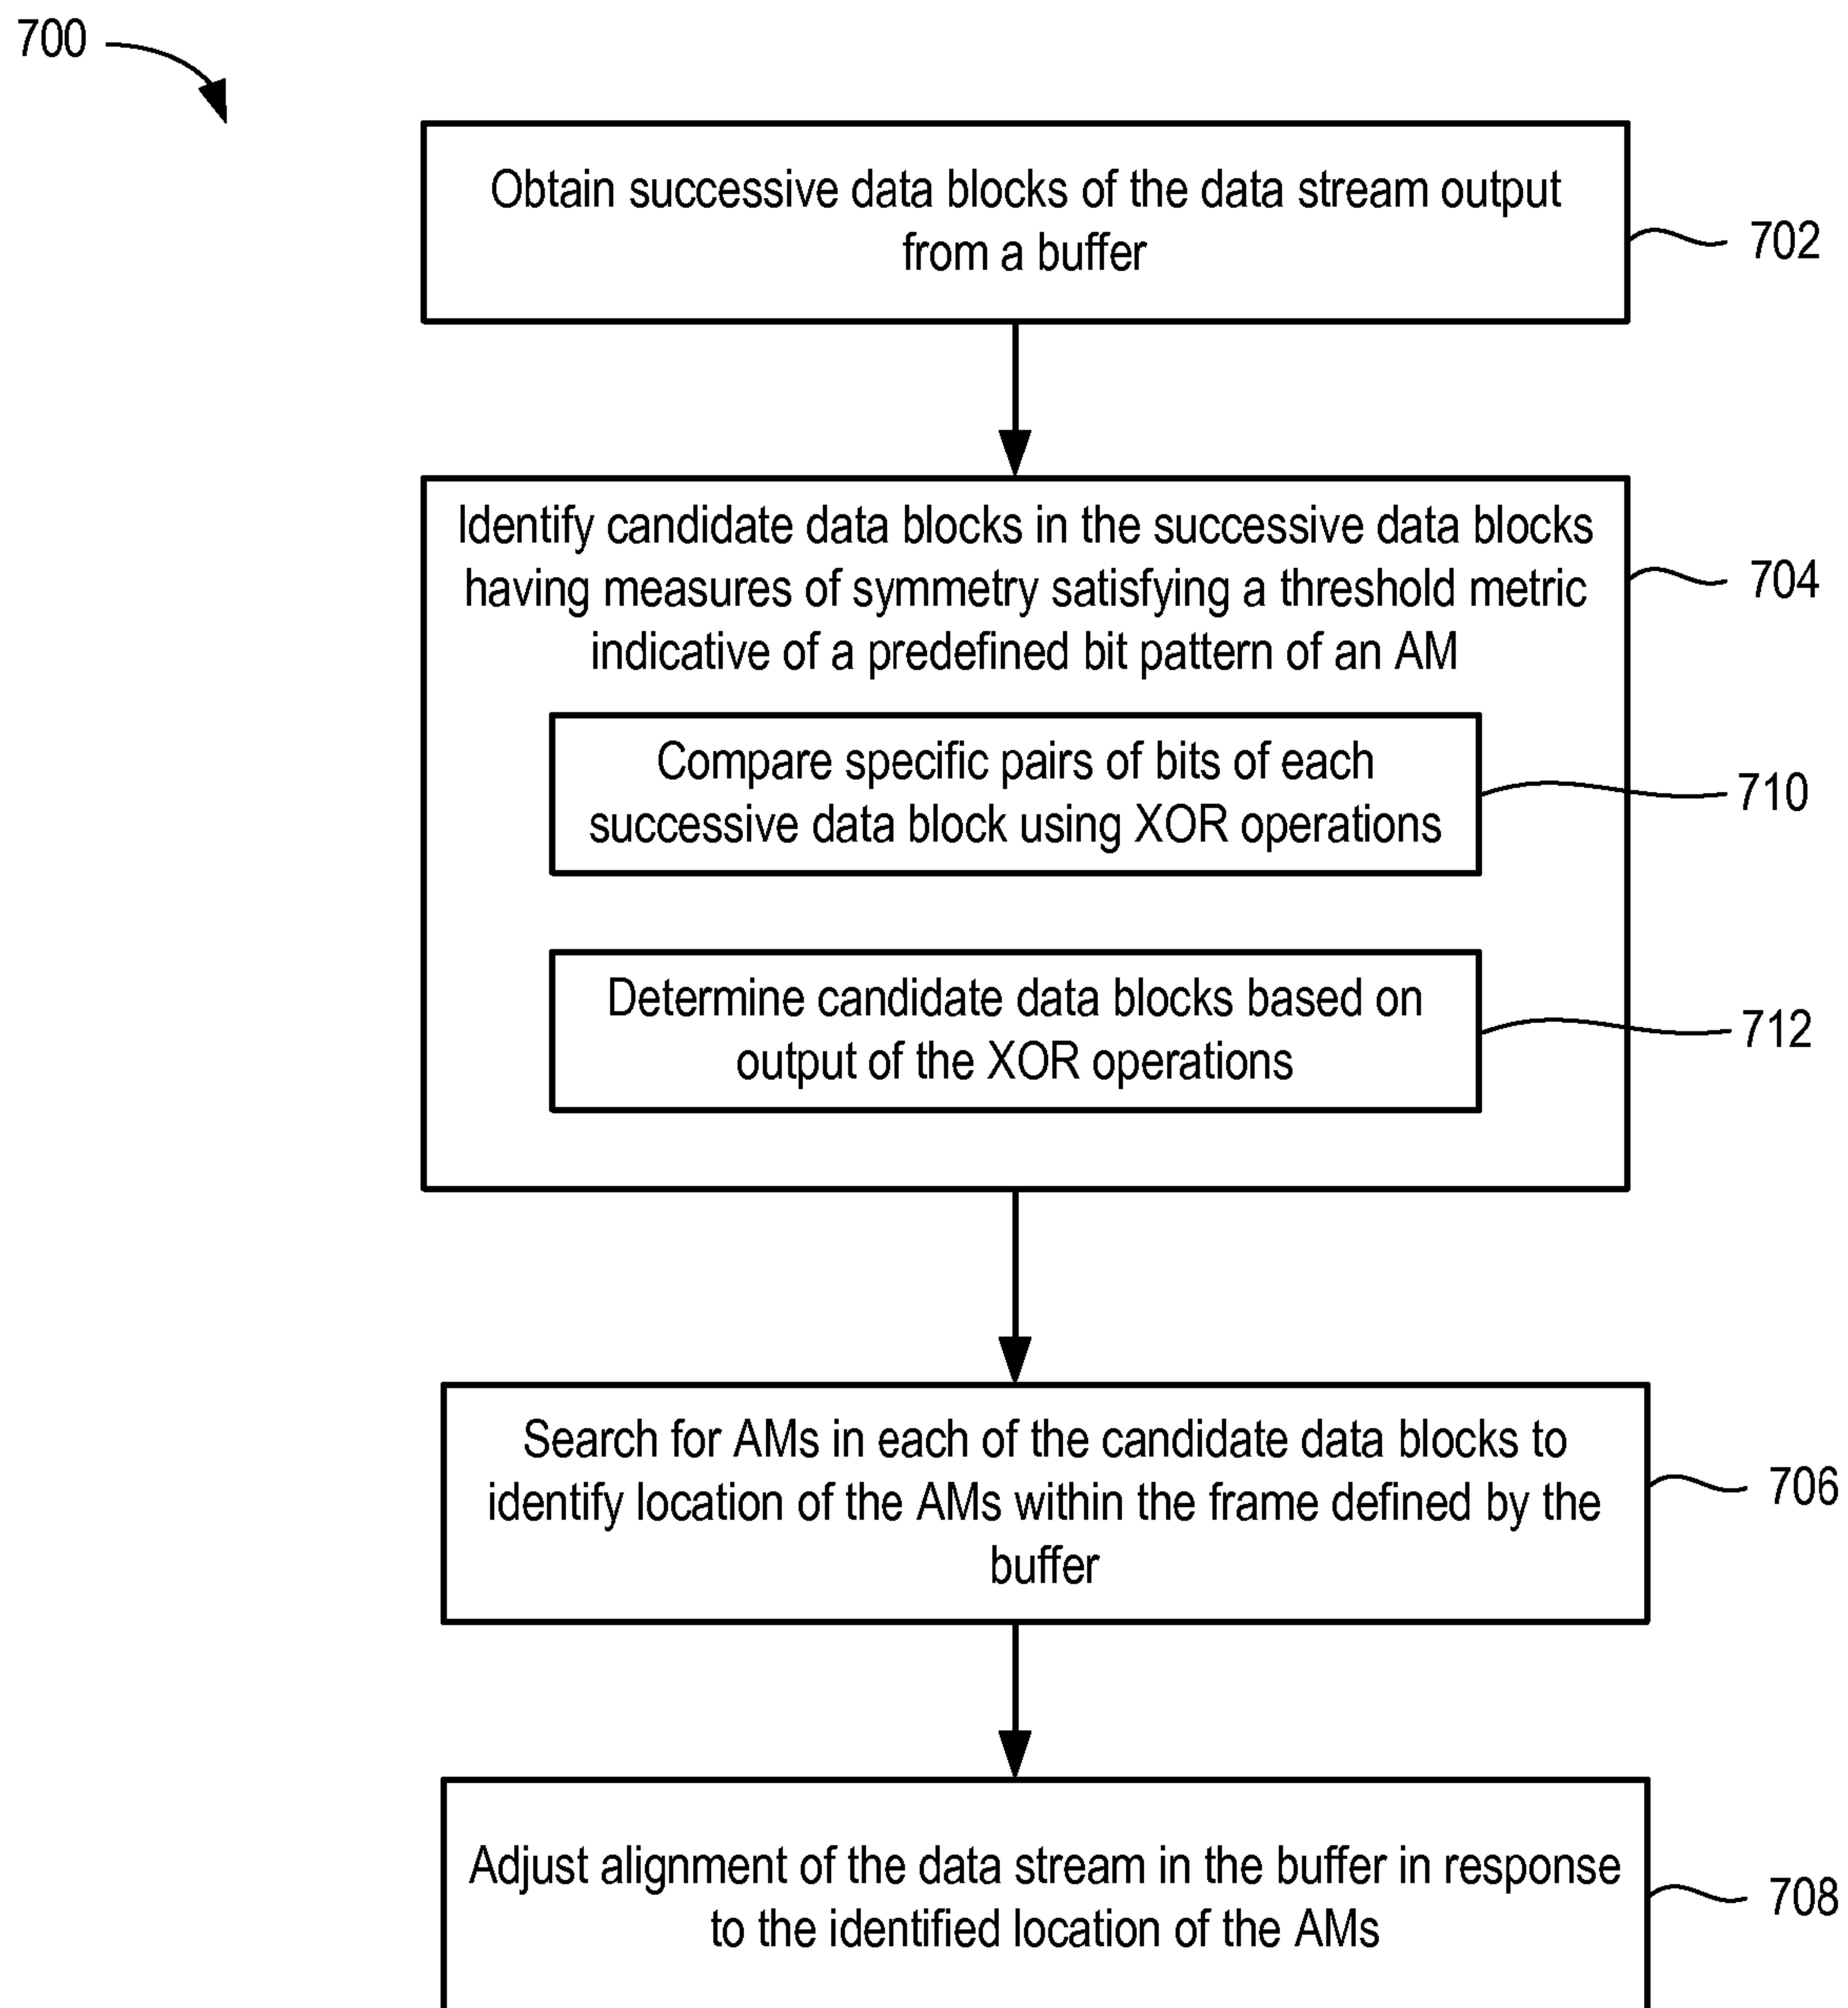 700
Obtain successive data blocks of the data stream output
from a buffer
702
Identify candidate data blocks in the successive data blocks
having measures of symmetry satisfying a threshold metric
indicative of a predefined bit pattern of an AM
704
Compare specific pairs of bits of each
successive data block using XOR operations
710
Determine candidate data blocks based on
output of the XOR operations
712
Search for AMs in each of the candidate data blocks to
identify location of the AMs within the frame defined by the
buffer
706
Adjust alignment of the data stream in the buffer in response
to the identified location of the AMs
708